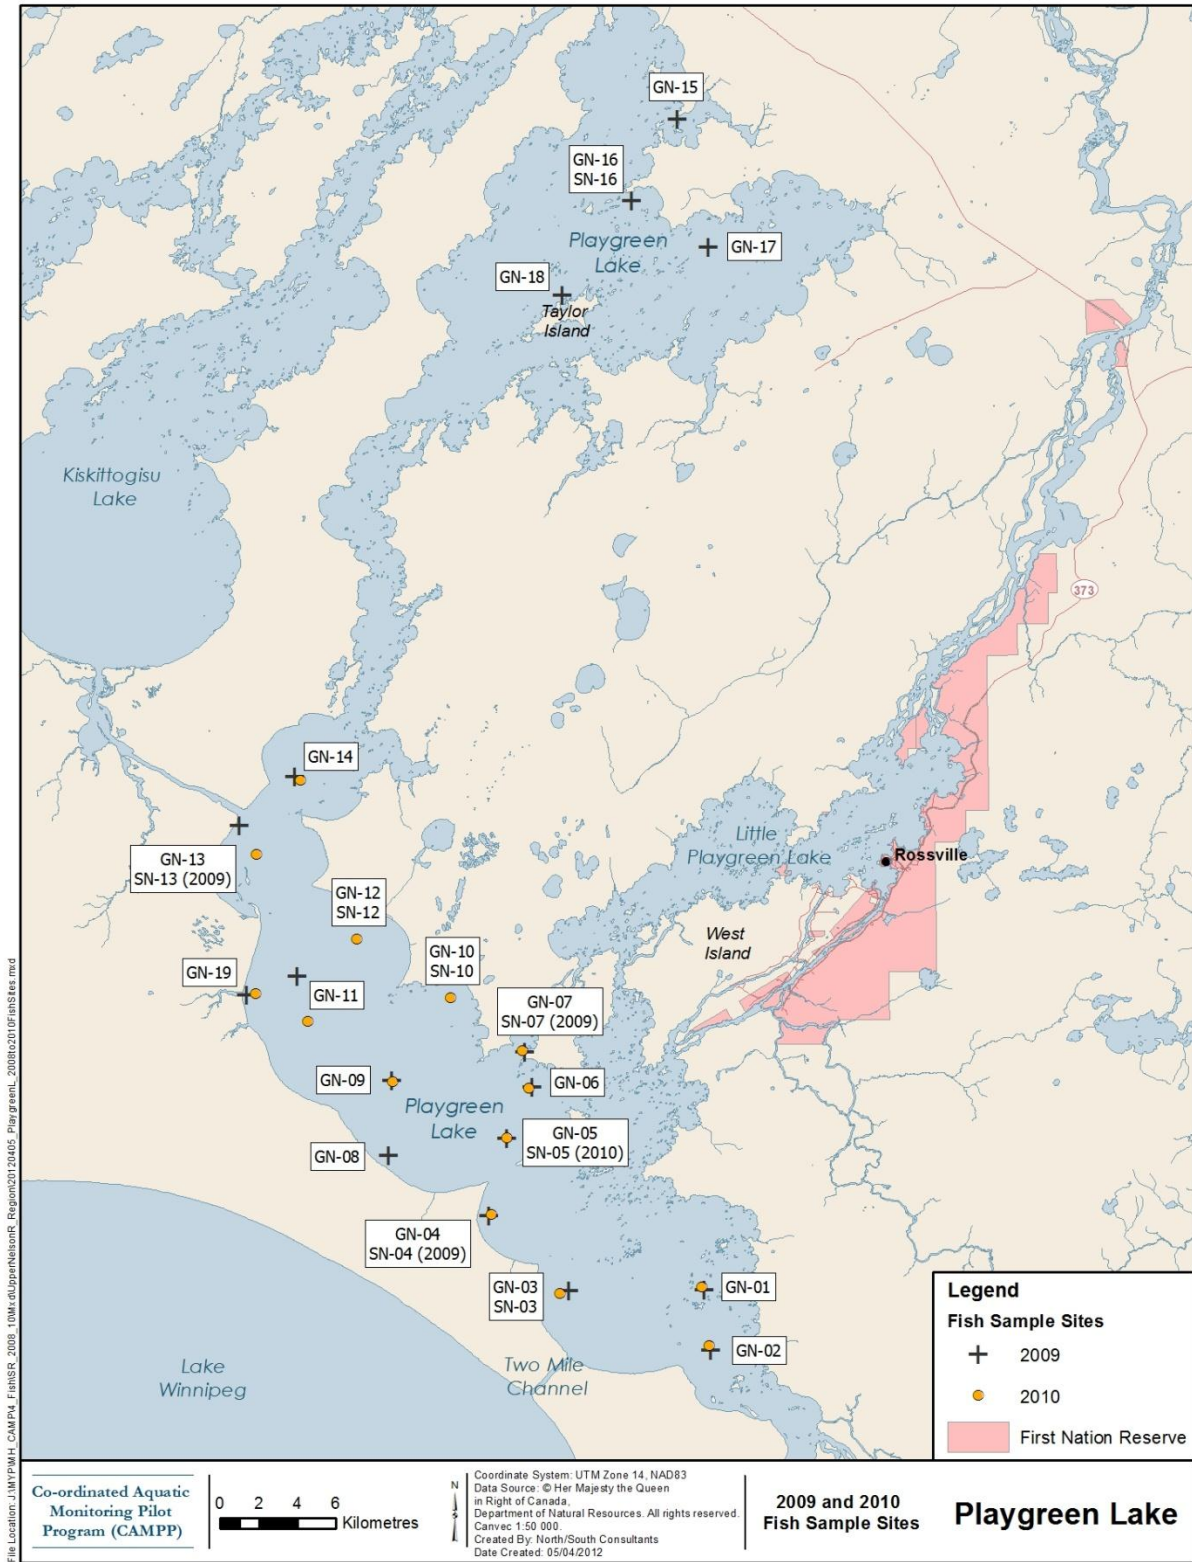 GN-15
GN-16
SN-16
Playgreen
Lake
GN-17
GN-18
Taylor
Island
Kiskittogisu
Lake
373
GN-14
GN-13
SN-13 (2009)
Little
Playgreen Lake
Rossville
GN-12
SN-12
West
Island
GN-10
SN-10
GN-19
GN-11
GN-07
SN-07 (2009)
GN-09
GN-06
Playgreen
Lake
GN-05
SN-05 (2010)
GN-08
GN-04
SN-04 (2009)
GN-03
SN-03
GN-01
GN-02
Two Mile
Channel
Lake
Winnipeg
Legend
Fish Sample Sites
2009
2010
First Nation Reserve
Co-ordinated Aquatic
Monitoring Pilot
Program (CAMPP)
0 2 4 6
Kilometres
N
S
Coordinate System: UTM Zone 14, NAD83
Data Source: © Her Majesty the Queen
in Right of Canada,
Department of Natural Resources. All rights reserved.
Canvec 1:50 000.
Created By: North/South Consultants
Date Created: 05/04/2012
2009 and 2010
Fish Sample Sites
Playgreen Lake